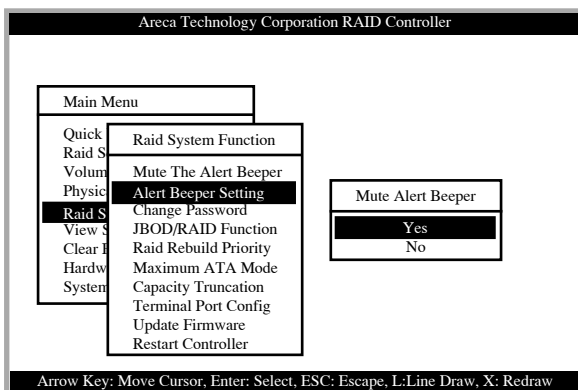 Areca Technology Corporation RAID Controller
Main Menu
Quick
Raid S
Volum
Physic
Raid S
View S
Clear
Hardw
System
Raid System Function
Mute The Alert Beeper
Alert Beeper Setting
Change Password
JBOD/RAID Function
Raid Rebuild Priority
Maximum ATA Mode
Capacity Truncation
Terminal Port Config
Update Firmware
Restart Controller
Mute Alert Beeper
Yes
No
Arrow Key: Move Cursor, Enter: Select, ESC: Escape, L:Line Draw, X: Redraw